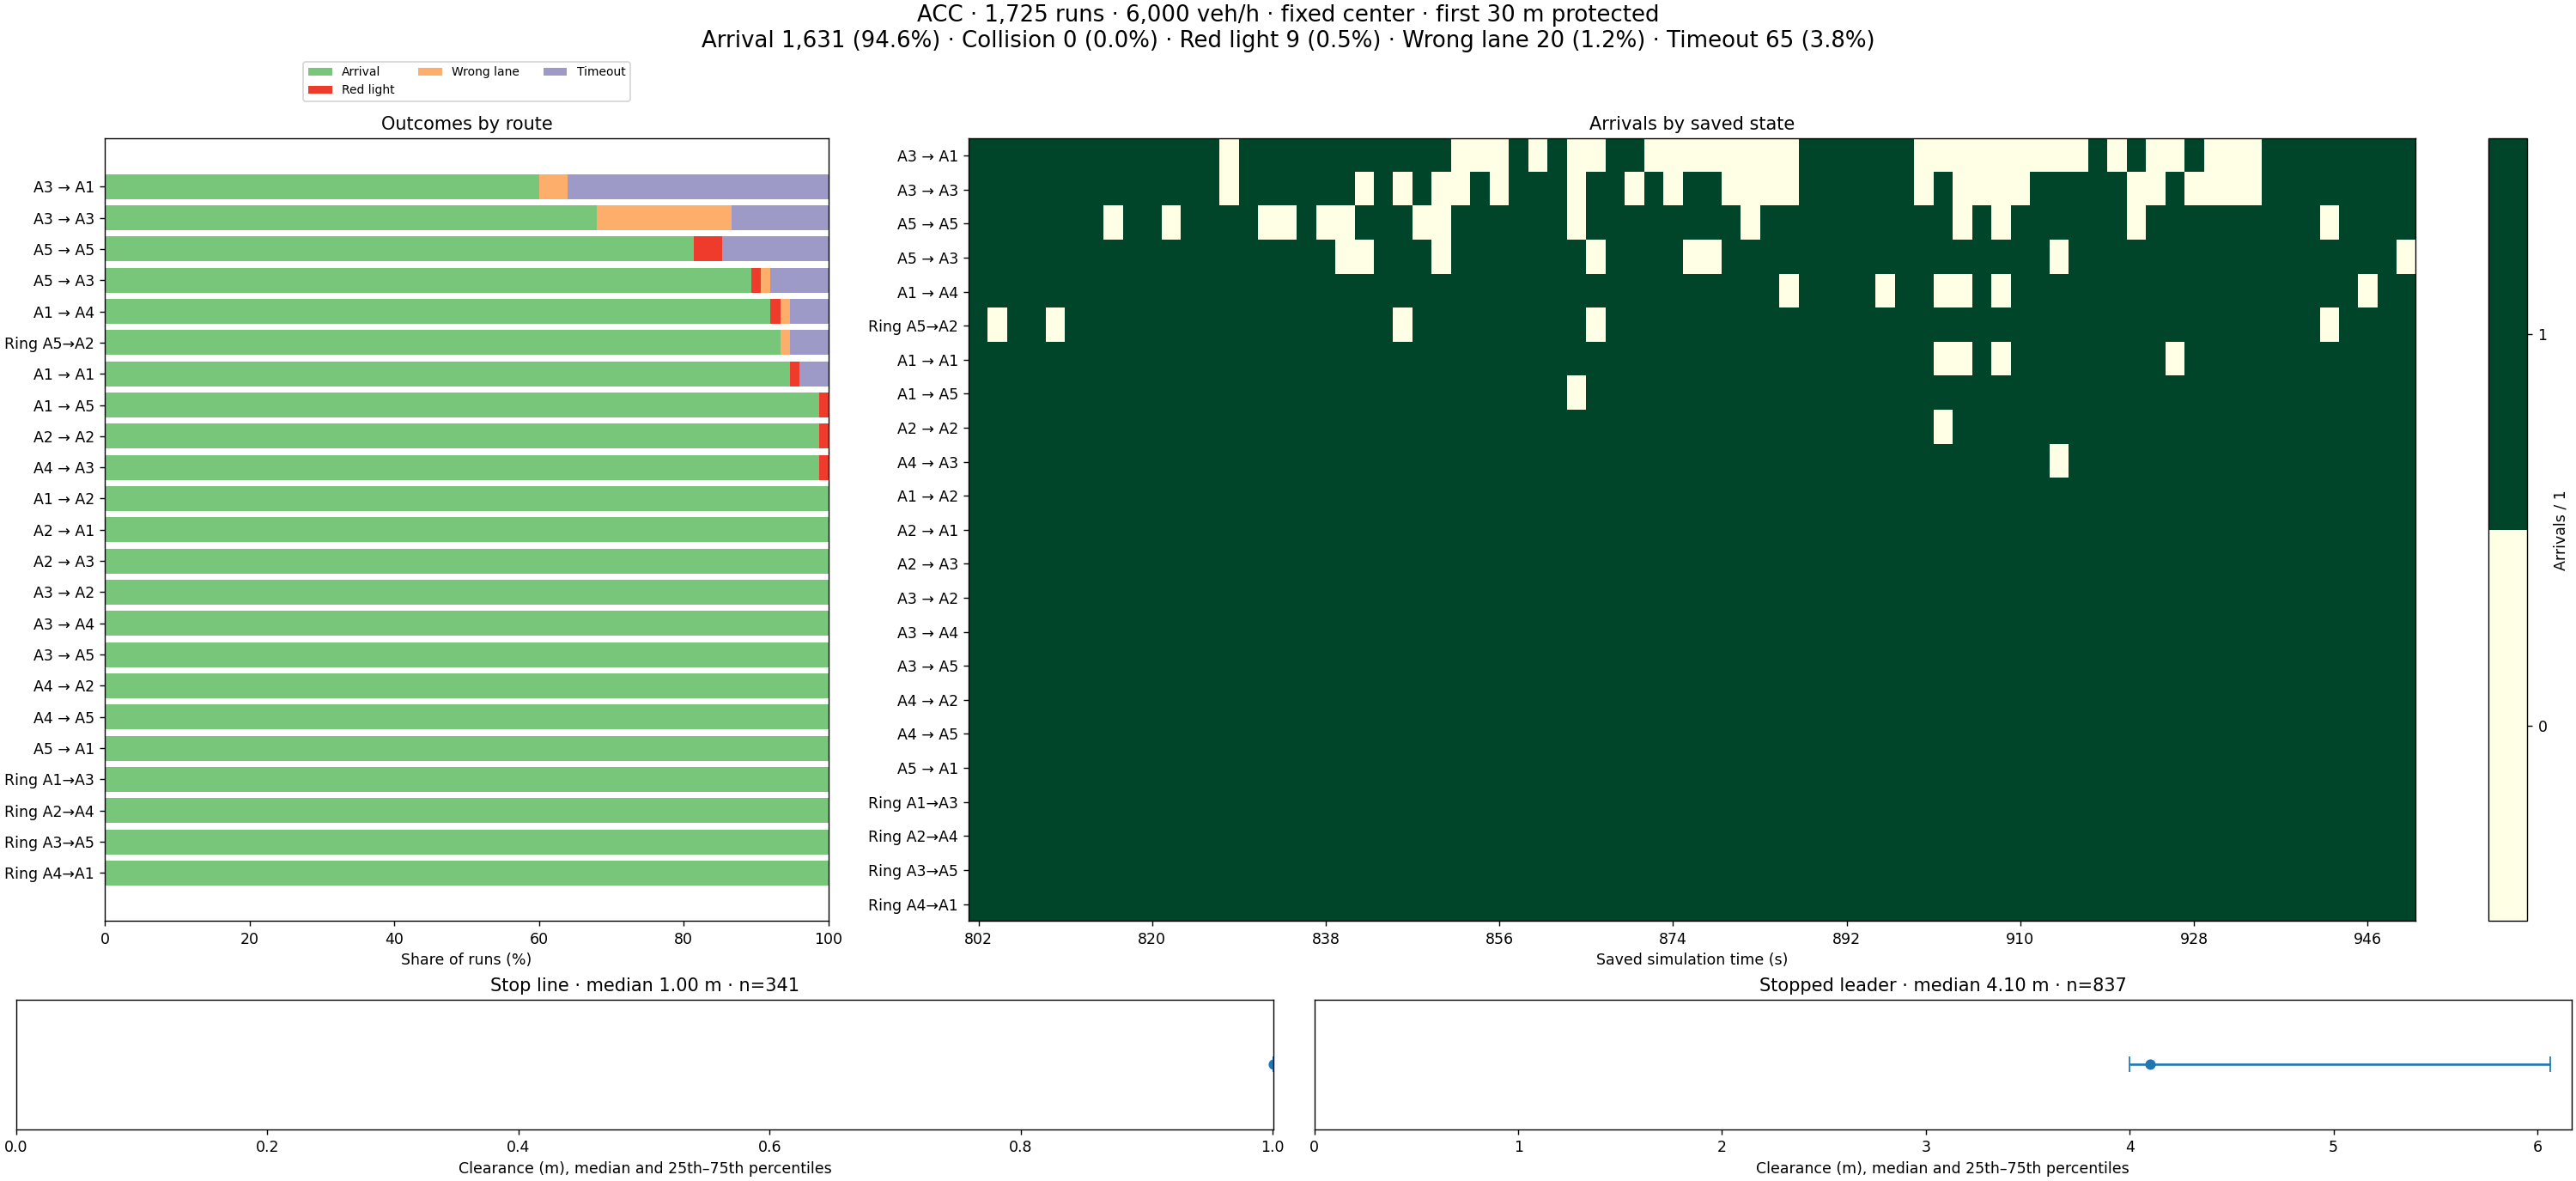 ACC · 1,725 runs · 6,000 veh/h · fixed center · first 30 m protected
Arrival 1,631 (94.6%) · Collision 0 (0.0%) · Red light 9 (0.5%) · Wrong lane 20 (1.2%) · Timeout 65 (3.8%)
Arrival
Wrong lane
Timeout
Red light
Outcomes by route
A3 → A1
A3 → A3
A5 → A5
A5 → A3
A1 → A4
Ring A5→A2
A1 → A1
A1 → A5
A2 → A2
A4 → A3
A1 → A2
A2 → A1
A2 → A3
A3 → A2
A3 → A4
A3 → A5
A4 → A2
A4 → A5
A5 → A1
Ring A1→A3
Ring A2→A4
Ring A3→A5
Ring A4→A1
0 20 40 60 80 100
Share of runs (%)
Arrivals by saved state
A3 → A1
A3 → A3
A5 → A5
A5 → A3
A1 → A4
Ring A5→A2
A1 → A1
A1 → A5
A2 → A2
A4 → A3
A1 → A2
A2 → A1
A2 → A3
A3 → A2
A3 → A4
A3 → A5
A4 → A2
A4 → A5
A5 → A1
Ring A1→A3
Ring A2→A4
Ring A3→A5
Ring A4→A1
802 820 838 856 874 892 910 928 946
Saved simulation time (s)
1
0
Arrivals / 1
Stop line · median 1.00 m · n=341
0.0 0.2 0.4 0.6 0.8 1.0
Clearance (m), median and 25th–75th percentiles
Stopped leader · median 4.10 m · n=837
0 1 2 3 4 5 6
Clearance (m), median and 25th–75th percentiles